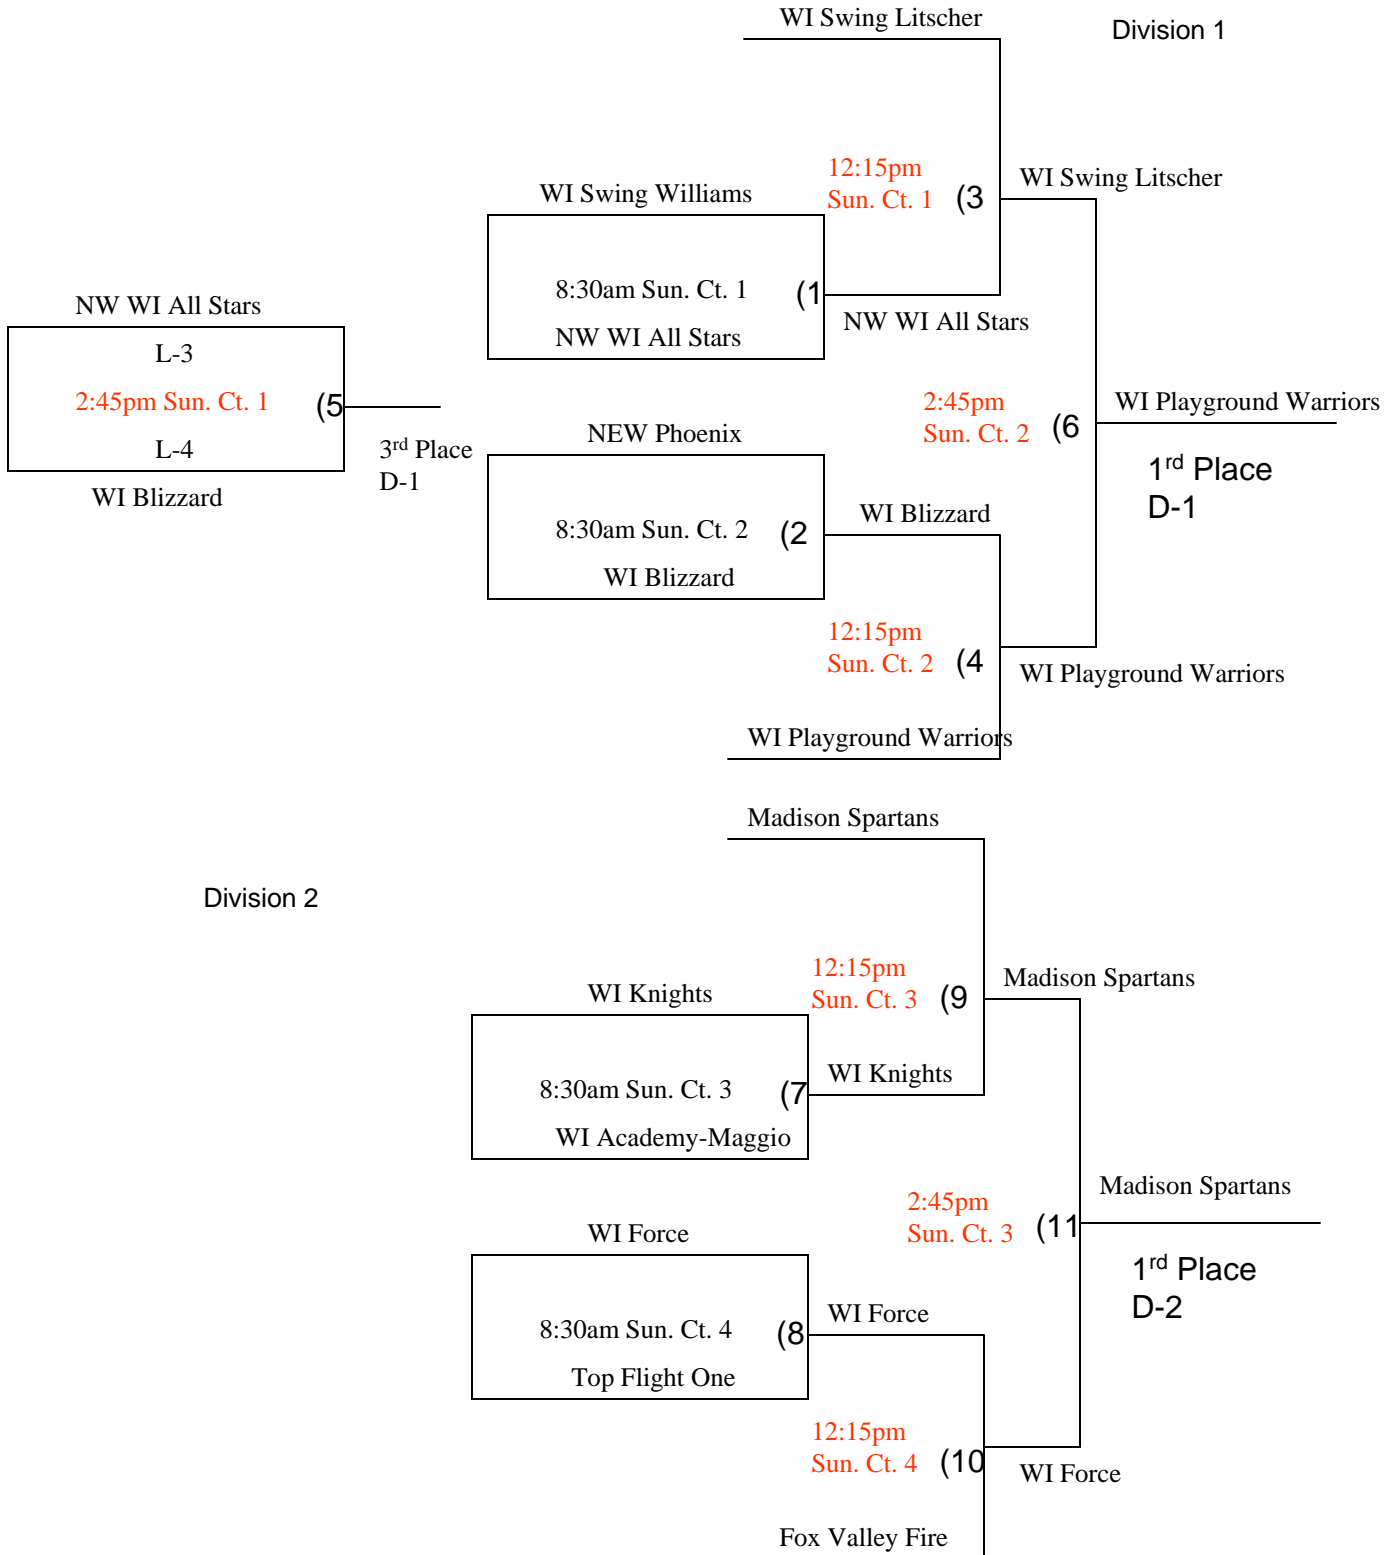 WI Swing Litscher
Division 1
12:15pm
Sun. Ct. 1 (3
WI Swing Litscher
WI Swing Williams
8:30am Sun. Ct. 1 (1
NW WI All Stars
NW WI All Stars
NW WI All Stars
L-3
2:45pm Sun. Ct. 1 (5
L-4
WI Blizzard
3rd Place
D-1
2:45pm
Sun. Ct. 2 (6
WI Playground Warriors
1rd Place
D-1
NEW Phoenix
8:30am Sun. Ct. 2 (2
WI Blizzard
WI Blizzard
12:15pm
Sun. Ct. 2 (4
WI Playground Warriors
WI Playground Warriors
Madison Spartans
Division 2
12:15pm
Sun. Ct. 3 (9
Madison Spartans
WI Knights
8:30am Sun. Ct. 3 (7
WI Academy-Maggio
WI Knights
2:45pm
Sun. Ct. 3 (11
Madison Spartans
1rd Place
D-2
WI Force
8:30am Sun. Ct. 4 (8
Top Flight One
WI Force
12:15pm
Sun. Ct. 4 (10
WI Force
Fox Valley Fire